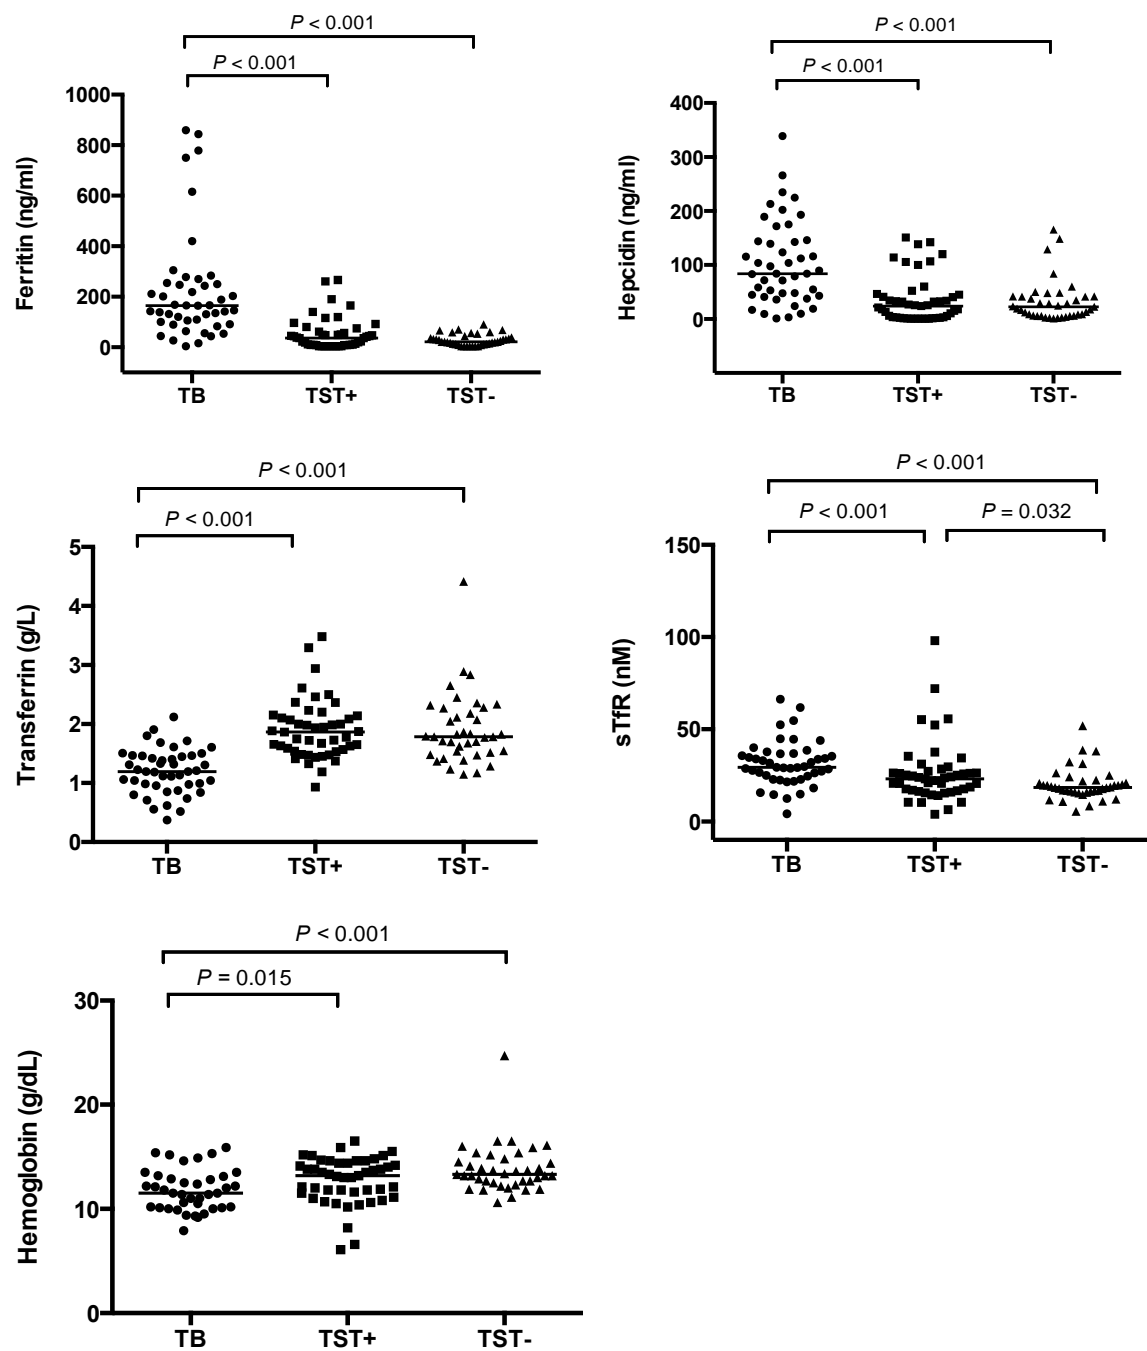 P < 0.001
P < 0.001
Ferritin (ng/ml)
1000
800
600
400
200
0
TB TST+ TST-
P < 0.001
P < 0.001
Hepcidin (ng/ml)
400
300
200
100
0
TB TST+ TST-
P < 0.001
P < 0.001
Transferrin (g/L)
5
4
3
2
1
0
TB TST+ TST-
P < 0.001
P < 0.001 P = 0.032
sTfR (nM)
150
100
50
0
TB TST+ TST-
P < 0.001
P = 0.015
Hemoglobin (g/dL)
30
20
10
0
TB TST+ TST-